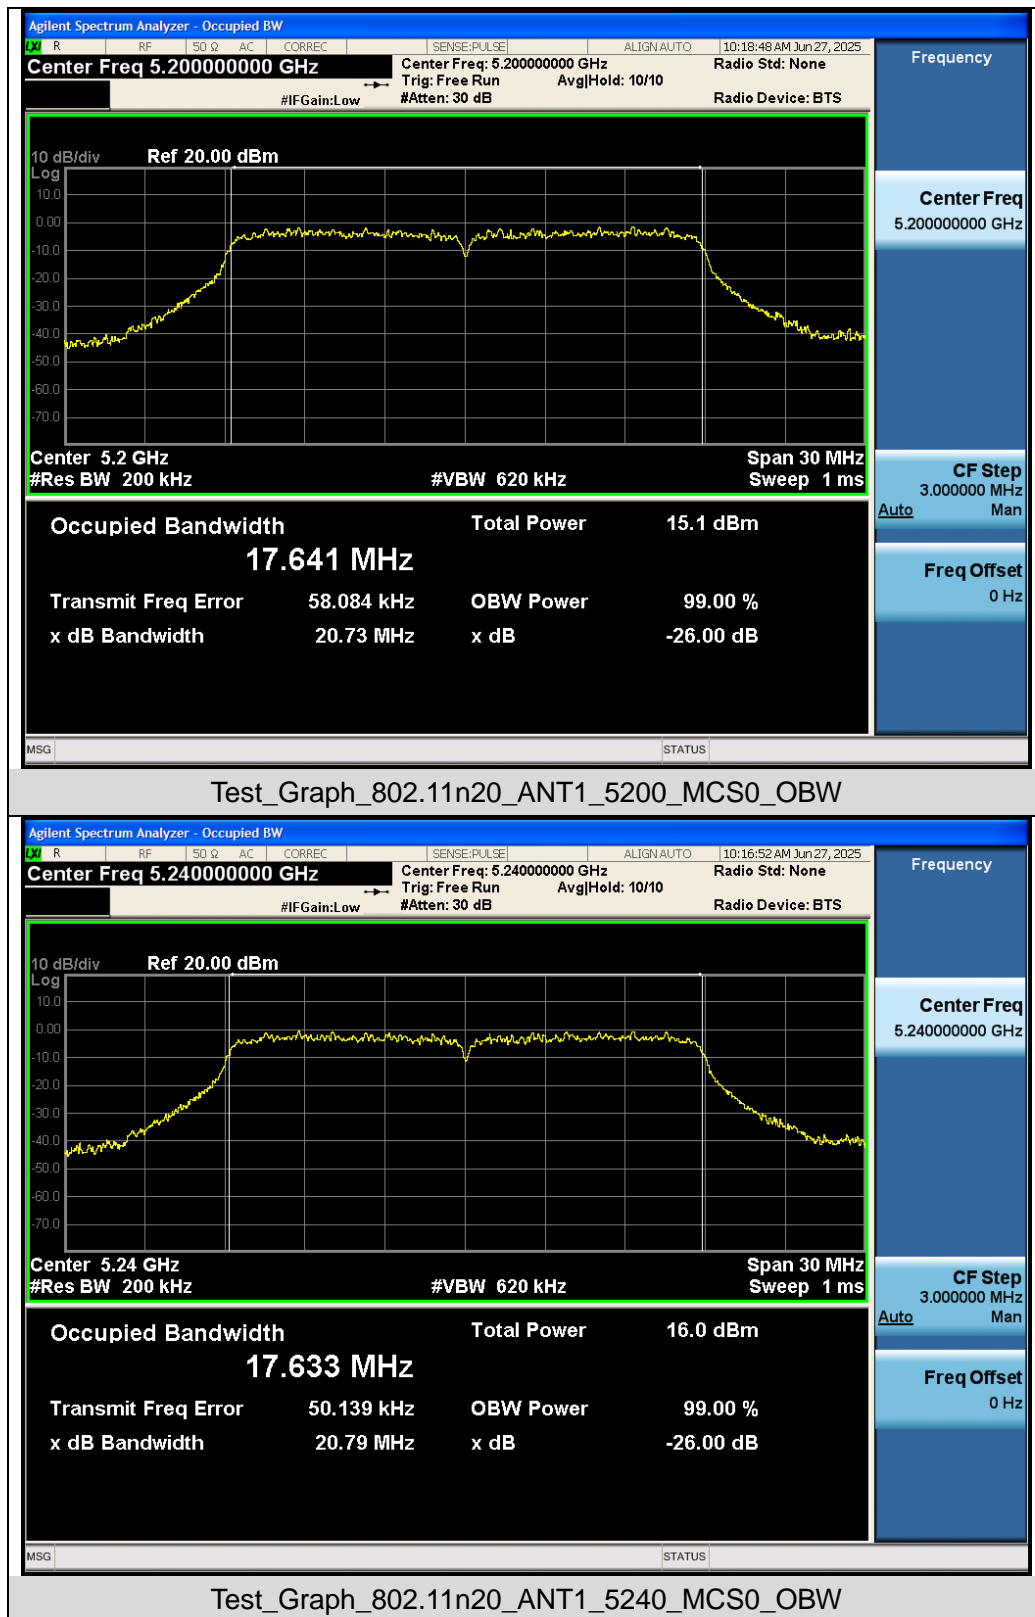 Agilent Spectrum Analyzer - Occupied BW
LXI R RF 50 Ω AC CORREC SENSE:PULSE ALIGN AUTO 10:18:48 AM Jun 27, 2025
Center Freq 5.200000000 GHz Center Freq: 5.200000000 GHz Radio Std: None
Trig: Free Run Avg|Hold: 10/10
#IFGain:Low #Atten: 30 dB Radio Device: BTS
Frequency
10 dB/div Ref 20.00 dBm
Log
10.0
0.00
-10.0
-20.0
-30.0
-40.0
-50.0
-60.0
-70.0
Center 5.2 GHz Span 30 MHz
#Res BW 200 kHz #VBW 620 kHz Sweep 1 ms
Center Freq
5.200000000 GHz
CF Step
3.000000 MHz
Auto Man
Freq Offset
0 Hz
Occupied Bandwidth Total Power 15.1 dBm
17.641 MHz
Transmit Freq Error 58.084 kHz OBW Power 99.00 %
x dB Bandwidth 20.73 MHz x dB -26.00 dB
MSG STATUS
Test_Graph_802.11n20_ANT1_5200_MCS0_OBW
Agilent Spectrum Analyzer - Occupied BW
LXI R RF 50 Ω AC CORREC SENSE:PULSE ALIGN AUTO 10:16:52 AM Jun 27, 2025
Center Freq 5.240000000 GHz Center Freq: 5.240000000 GHz Radio Std: None
Trig: Free Run Avg|Hold: 10/10
#IFGain:Low #Atten: 30 dB Radio Device: BTS
Frequency
10 dB/div Ref 20.00 dBm
Log
10.0
0.00
-10.0
-20.0
-30.0
-40.0
-50.0
-60.0
-70.0
Center 5.24 GHz Span 30 MHz
#Res BW 200 kHz #VBW 620 kHz Sweep 1 ms
Center Freq
5.240000000 GHz
CF Step
3.000000 MHz
Auto Man
Freq Offset
0 Hz
Occupied Bandwidth Total Power 16.0 dBm
17.633 MHz
Transmit Freq Error 50.139 kHz OBW Power 99.00 %
x dB Bandwidth 20.79 MHz x dB -26.00 dB
MSG STATUS
Test_Graph_802.11n20_ANT1_5240_MCS0_OBW